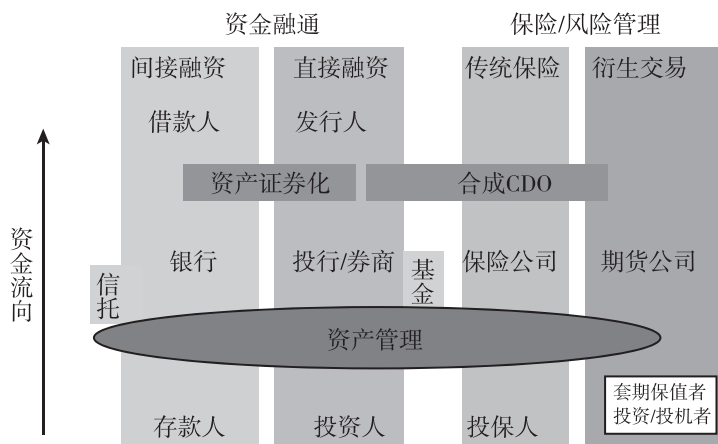 资金融通
保险/风险管理
间接融资
直接融资
传统保险
衍生交易
借款人
发行人
资产证券化
合成CDO
资金流向
银行
投行/券商
保险公司
期货公司
信托
基金
资产管理
套期保值者
投资/投机者
存款人
投资人
投保人